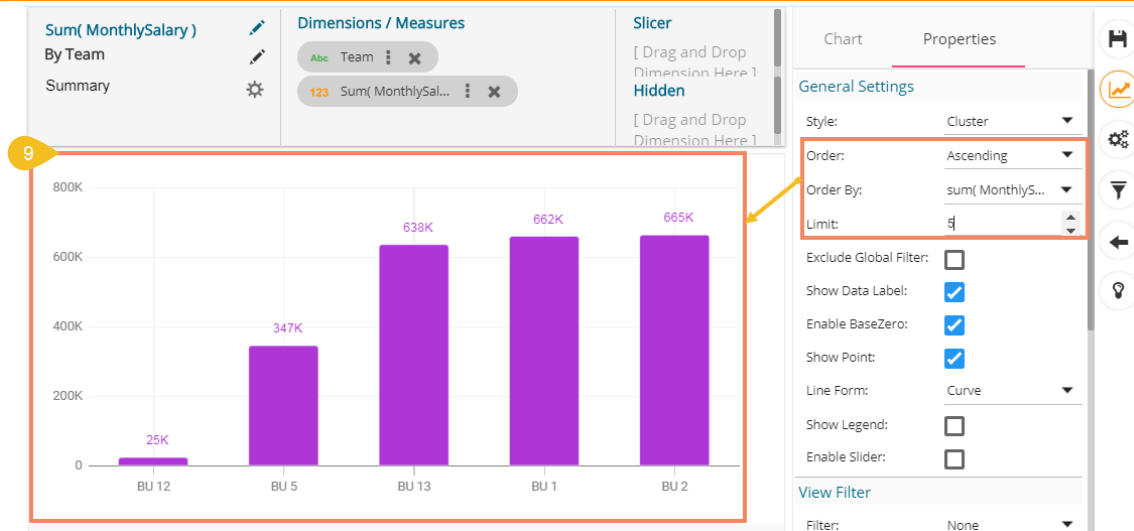 Sum( MonthlySalary )
By Team
Summary
Dimensions / Measures
Abc Team
123 Sum( MonthlySal...
Slicer
[ Drag and Drop
Dimension Here ]
Hidden
[ Drag and Drop
Dimension Here ]
Chart Properties
General Settings
Style: Cluster
Order: Ascending
Order By: sum( MonthlyS...
Limit: 5
Exclude Global Filter:
Show Data Label:
Enable BaseZero:
Show Point:
Line Form: Curve
Show Legend:
Enable Slider:
View Filter
Filter: None
9
800K
600K
400K
200K
0
25K
347K
638K
662K
665K
BU 12
BU 5
BU 13
BU 1
BU 2